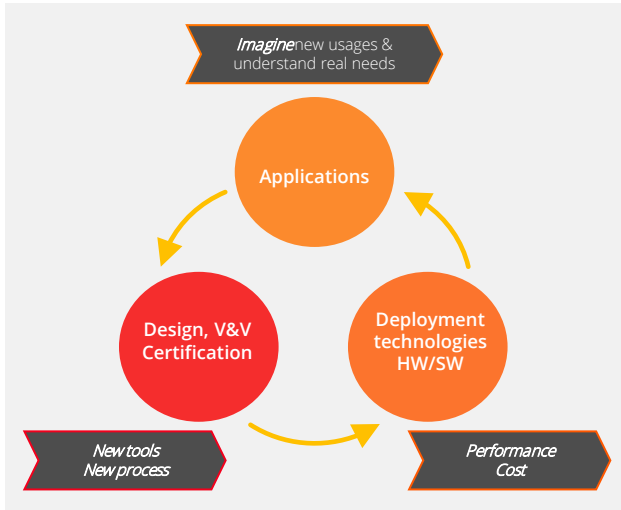 Imagine new usages &
understand real needs
Applications
Design, V&V
Certification
Deployment
technologies
HW/SW
New tools
New process
Performance
Cost